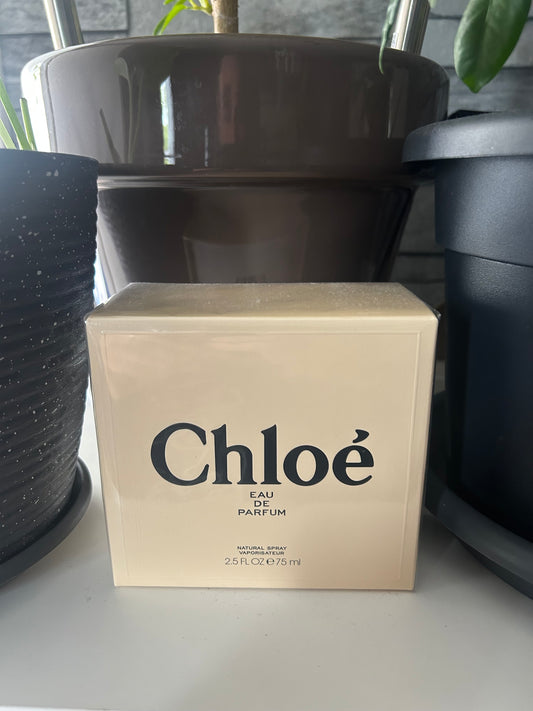 Chloé
EAU
DE
PARFUM
NATURAL SPRAY
VAPORISATEUR
2.5 FL OZ ℮ 75 ml